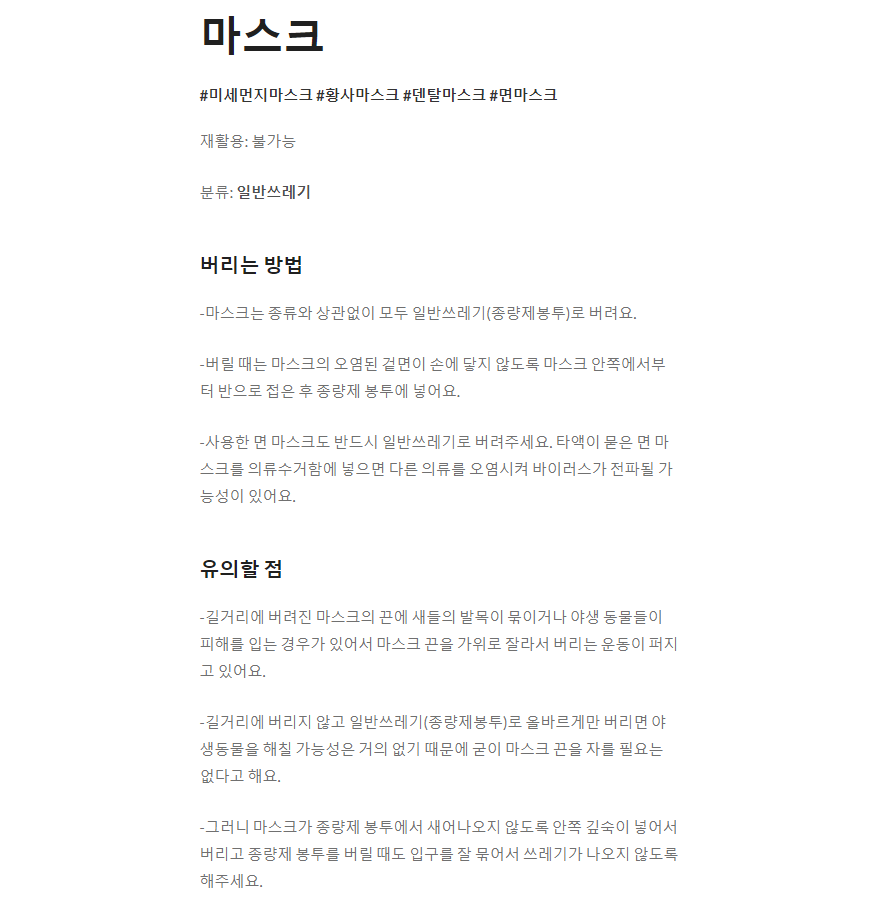 마스크
#미세먼지마스크 #황사마스크 #덴탈마스크 #면마스크
재활용: 불가능
분류: 일반쓰레기
버리는 방법
-마스크는 종류와 상관없이 모두 일반쓰레기(종량제봉투)로 버려요.
-버릴 때는 마스크의 오염된 겉면이 손에 닿지 않도록 마스크 안쪽에서부
터 반으로 접은 후 종량제 봉투에 넣어요.
-사용한 면 마스크도 반드시 일반쓰레기로 버려주세요. 타액이 묻은 면 마
스크를 의류수거함에 넣으면 다른 의류를 오염시켜 바이러스가 전파될 가
능성이 있어요.
유의할 점
-길거리에 버려진 마스크의 끈에 새들의 발목이 묶이거나 야생 동물들이
피해를 입는 경우가 있어서 마스크 끈을 가위로 잘라서 버리는 운동이 퍼지
고 있어요.
-길거리에 버리지 않고 일반쓰레기(종량제봉투)로 올바르게만 버리면 야
생동물을 해칠 가능성은 거의 없기 때문에 굳이 마스크 끈을 자를 필요는
없다고 해요.
-그러니 마스크가 종량제 봉투에서 새어나오지 않도록 안쪽 깊숙이 넣어서
버리고 종량제 봉투를 버릴 때도 입구를 잘 묶어서 쓰레기가 나오지 않도록
해주세요.